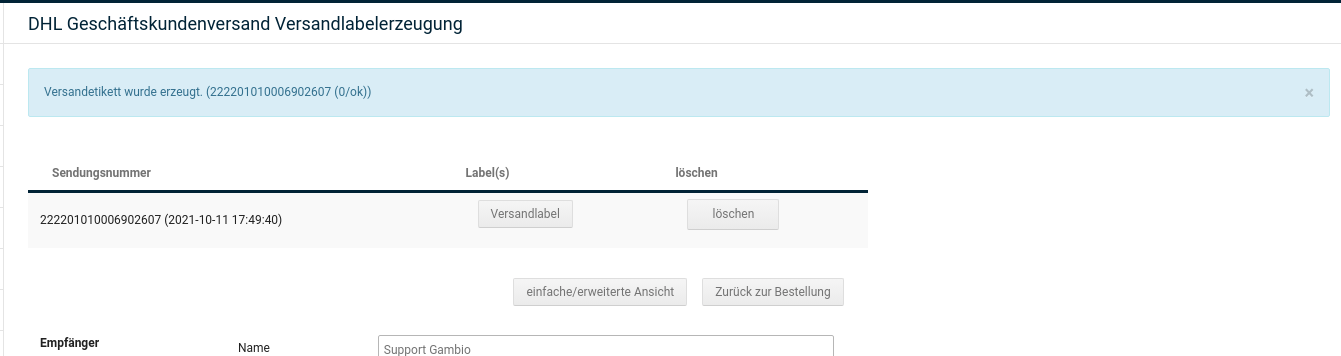 DHL Geschäftskundenversand Versandlabelerzeugung
Versandetikett wurde erzeugt. (222201010006902607 (0/ok)) ×
Sendungsnummer Label(s) löschen
222201010006902607 (2021-10-11 17:49:40) Versandlabel löschen
einfache/erweiterte Ansicht Zurück zur Bestellung
Empfänger Name Support Gambio